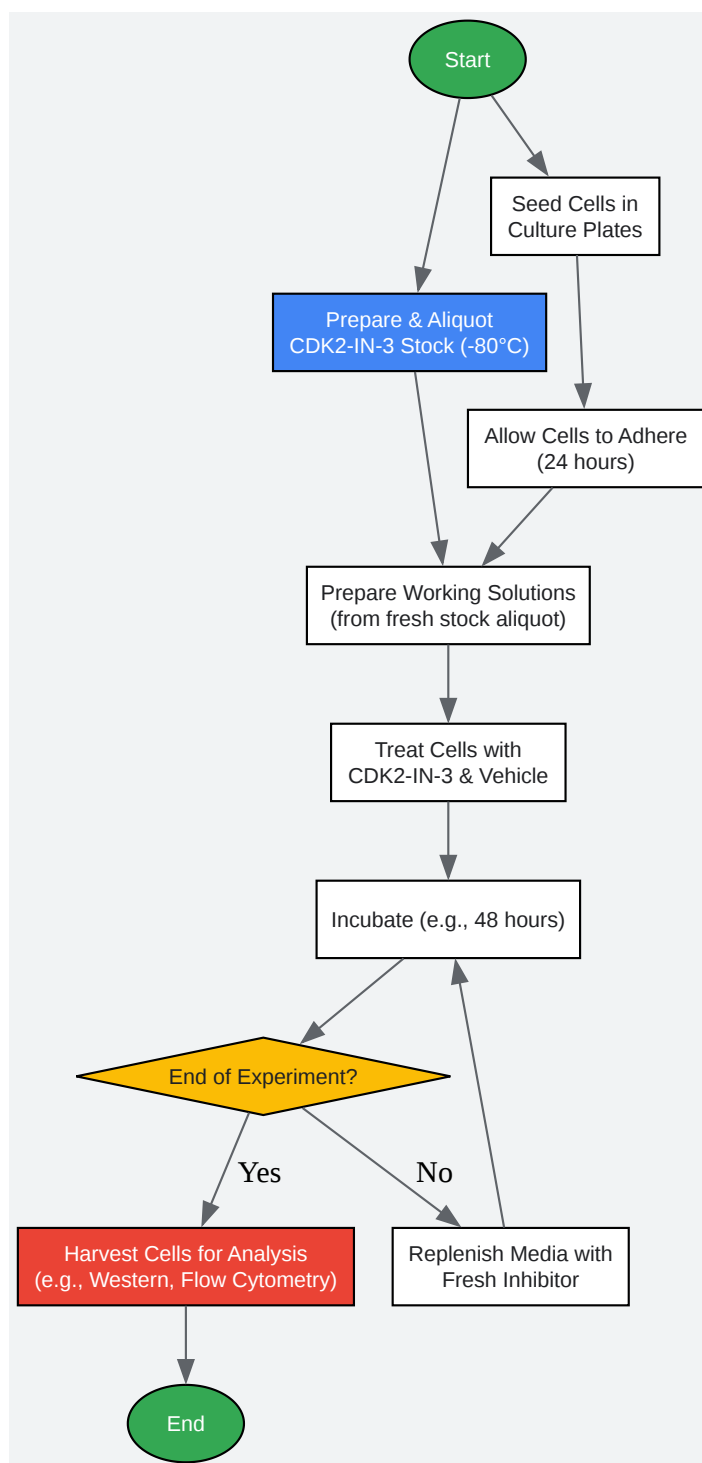 Start
Seed Cells in
Culture Plates
Prepare & Aliquot
CDK2-IN-3 Stock (-80°C)
Allow Cells to Adhere
(24 hours)
Prepare Working Solutions
(from fresh stock aliquot)
Treat Cells with
CDK2-IN-3 & Vehicle
Incubate (e.g., 48 hours)
End of Experiment?
Yes
No
Harvest Cells for Analysis
(e.g., Western, Flow Cytometry)
Replenish Media with
Fresh Inhibitor
End